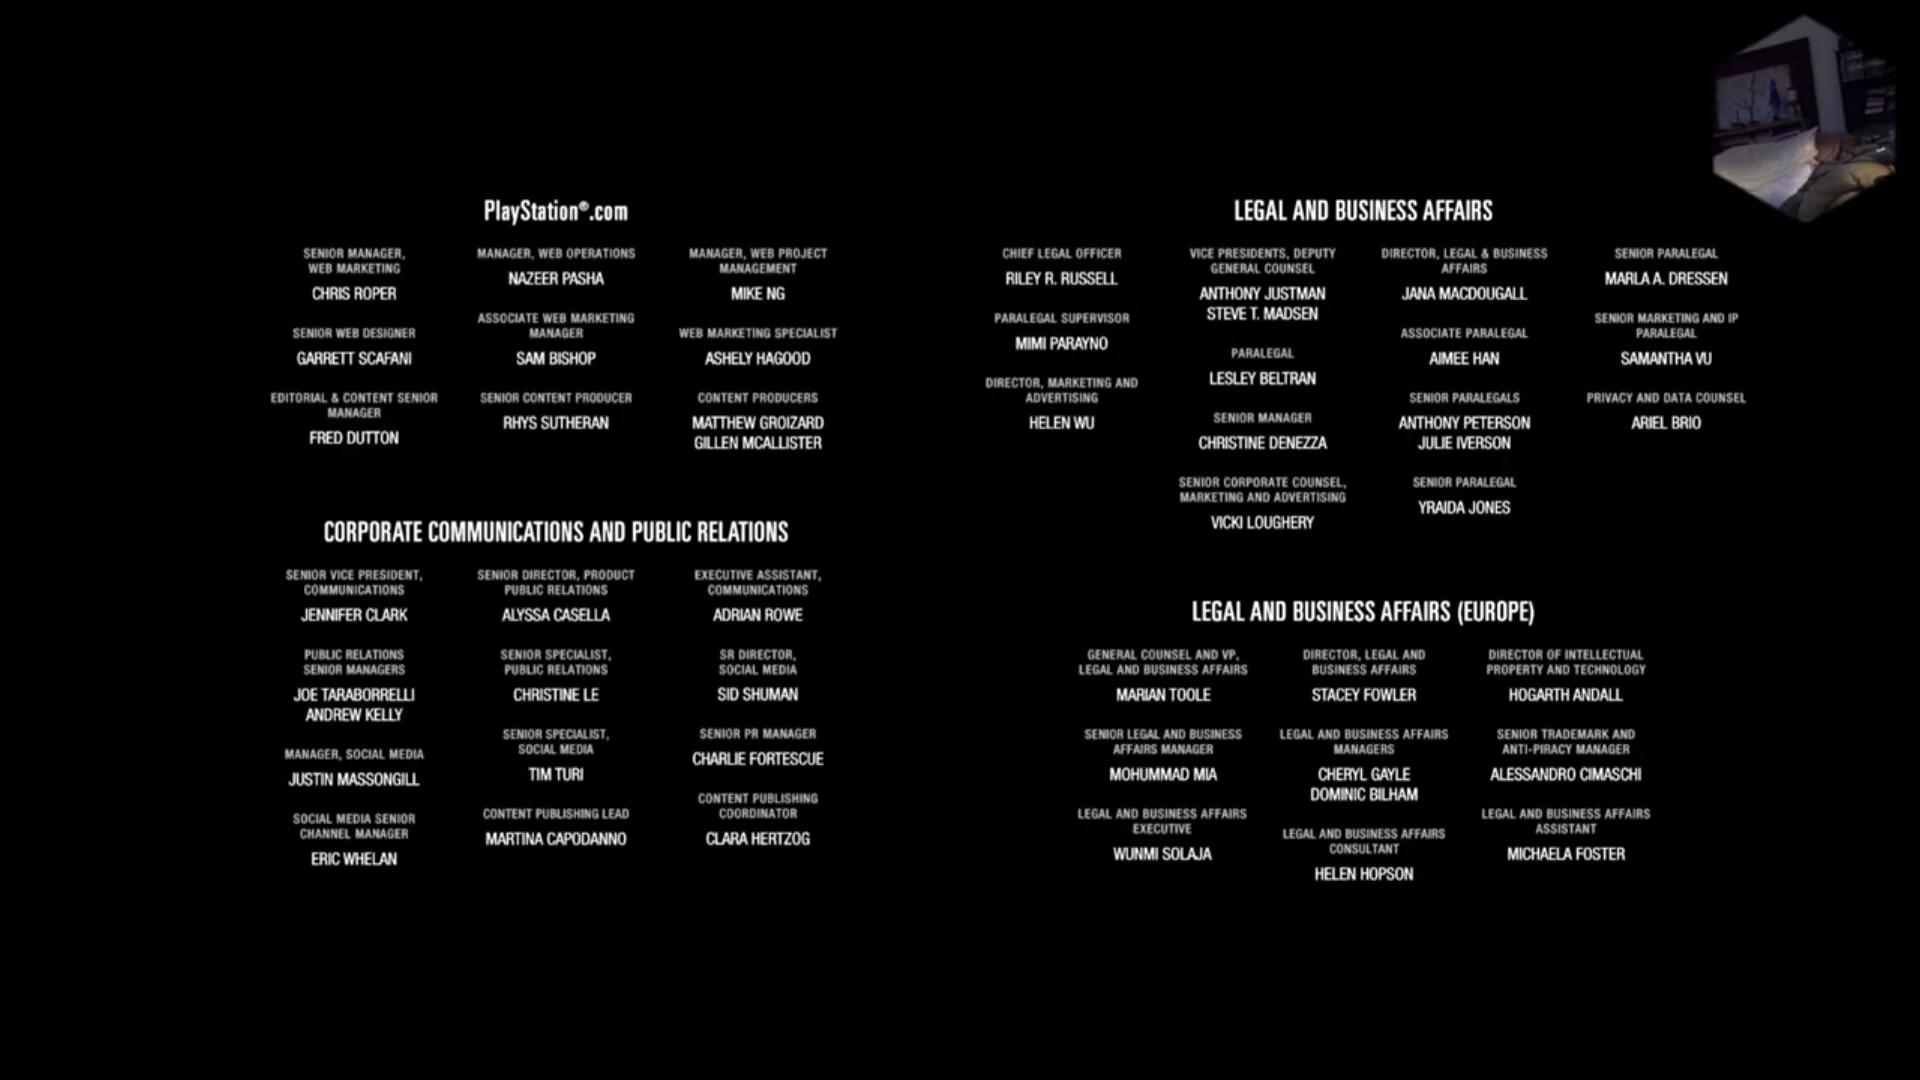 PlayStation®.com
SENIOR MANAGER,
WEB MARKETING
CHRIS ROPER
SENIOR WEB DESIGNER
GARRETT SCAFANI
EDITORIAL & CONTENT SENIOR
MANAGER
FRED DUTTON
MANAGER, WEB OPERATIONS
NAZEER PASHA
ASSOCIATE WEB MARKETING
MANAGER
SAM BISHOP
SENIOR CONTENT PRODUCER
RHYS SUTHERAN
MANAGER, WEB PROJECT
MANAGEMENT
MIKE NG
WEB MARKETING SPECIALIST
ASHELY HAGOOD
CONTENT PRODUCERS
MATTHEW GROIZARD
GILLEN MCALLISTER
CORPORATE COMMUNICATIONS AND PUBLIC RELATIONS
SENIOR VICE PRESIDENT,
COMMUNICATIONS
JENNIFER CLARK
PUBLIC RELATIONS
SENIOR MANAGERS
JOE TARABORRELLI
ANDREW KELLY
MANAGER, SOCIAL MEDIA
JUSTIN MASSONGILL
SOCIAL MEDIA SENIOR
CHANNEL MANAGER
ERIC WHELAN
SENIOR DIRECTOR, PRODUCT
PUBLIC RELATIONS
ALYSSA CASELLA
SENIOR SPECIALIST,
PUBLIC RELATIONS
CHRISTINE LE
SENIOR SPECIALIST,
SOCIAL MEDIA
TIM TURI
CONTENT PUBLISHING LEAD
MARTINA CAPODANNO
EXECUTIVE ASSISTANT,
COMMUNICATIONS
ADRIAN ROWE
SR DIRECTOR,
SOCIAL MEDIA
SID SHUMAN
SENIOR PR MANAGER
CHARLIE FORTESCUE
CONTENT PUBLISHING
COORDINATOR
CLARA HERTZOG
LEGAL AND BUSINESS AFFAIRS
CHIEF LEGAL OFFICER
RILEY R. RUSSELL
PARALEGAL SUPERVISOR
MIMI PARAYNO
DIRECTOR, MARKETING AND
ADVERTISING
HELEN WU
VICE PRESIDENTS, DEPUTY
GENERAL COUNSEL
ANTHONY JUSTMAN
STEVE T. MADSEN
PARALEGAL
LESLEY BELTRAN
SENIOR MANAGER
CHRISTINE DENEZZA
SENIOR CORPORATE COUNSEL,
MARKETING AND ADVERTISING
VICKI LOUGHERY
DIRECTOR, LEGAL & BUSINESS
AFFAIRS
JANA MACDOUGALL
ASSOCIATE PARALEGAL
AIMEE HAN
SENIOR PARALEGALS
ANTHONY PETERSON
JULIE IVERSON
SENIOR PARALEGAL
YRAIDA JONES
SENIOR PARALEGAL
MARLA A. DRESSEN
SENIOR MARKETING AND IP
PARALEGAL
SAMANTHA VU
PRIVACY AND DATA COUNSEL
ARIEL BRIO
LEGAL AND BUSINESS AFFAIRS (EUROPE)
GENERAL COUNSEL AND VP,
LEGAL AND BUSINESS AFFAIRS
MARIAN TOOLE
SENIOR LEGAL AND BUSINESS
AFFAIRS MANAGER
MOHUMMAD MIA
LEGAL AND BUSINESS AFFAIRS
EXECUTIVE
WUNMI SOLAJA
DIRECTOR, LEGAL AND
BUSINESS AFFAIRS
STACEY FOWLER
LEGAL AND BUSINESS AFFAIRS
MANAGERS
CHERYL GAYLE
DOMINIC BILHAM
LEGAL AND BUSINESS AFFAIRS
CONSULTANT
HELEN HOPSON
DIRECTOR OF INTELLECTUAL
PROPERTY AND TECHNOLOGY
HOGARTH ANDALL
SENIOR TRADEMARK AND
ANTI-PIRACY MANAGER
ALESSANDRO CIMASCHI
LEGAL AND BUSINESS AFFAIRS
ASSISTANT
MICHAELA FOSTER